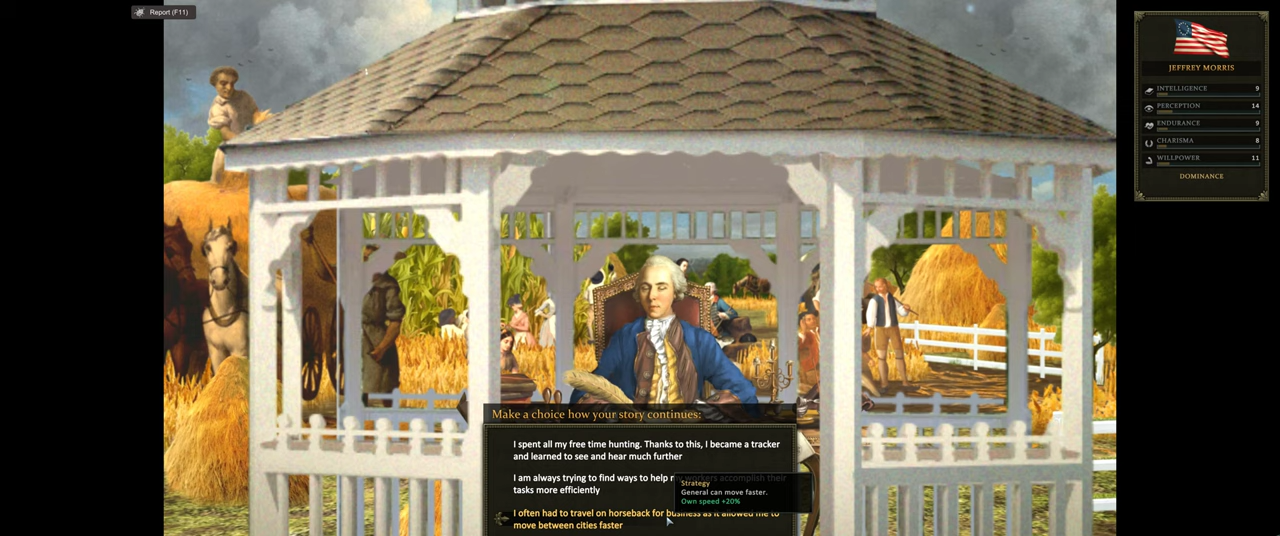 Report (F11)
JEFFREY MORRIS
INTELLIGENCE 9
PERCEPTION 14
ENDURANCE 9
CHARISMA 8
WILLPOWER 11
DOMINANCE
Make a choice how your story continues:
I spent all my free time hunting. Thanks to this, I became a tracker
and learned to see and hear much further
I am always trying to find ways to help my workers accomplish their
tasks more efficiently
Strategy
General can move faster.
Own speed +20%
I often had to travel on horseback for business as it allowed me to
move between cities faster